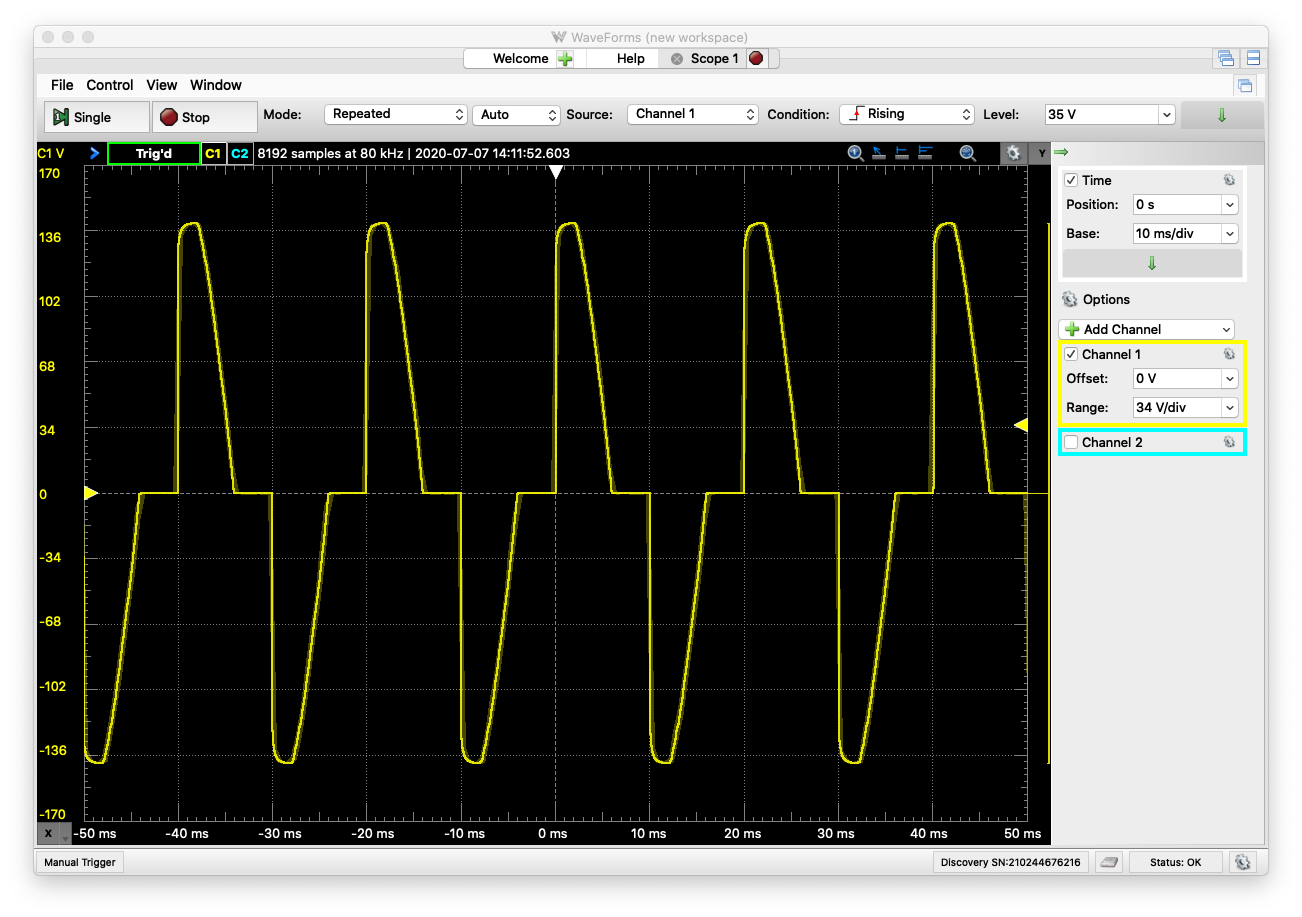 WaveForms (new workspace)
Welcome Help Scope 1
File Control View Window
Single Stop Mode: Repeated Auto Source: Channel 1 Condition: Rising Level: 35 V
C1 V Trig'd C1 C2 8192 samples at 80 kHz | 2020-07-07 14:11:52.603 Y
170
136
102
68
34
0
-34
-68
-102
-136
-170
X -50 ms -40 ms -30 ms -20 ms -10 ms 0 ms 10 ms 20 ms 30 ms 40 ms 50 ms
Time
Position: 0 s
Base: 10 ms/div
Options
Add Channel
Channel 1
Offset: 0 V
Range: 34 V/div
Channel 2
Manual Trigger Discovery SN:210244676216 Status: OK